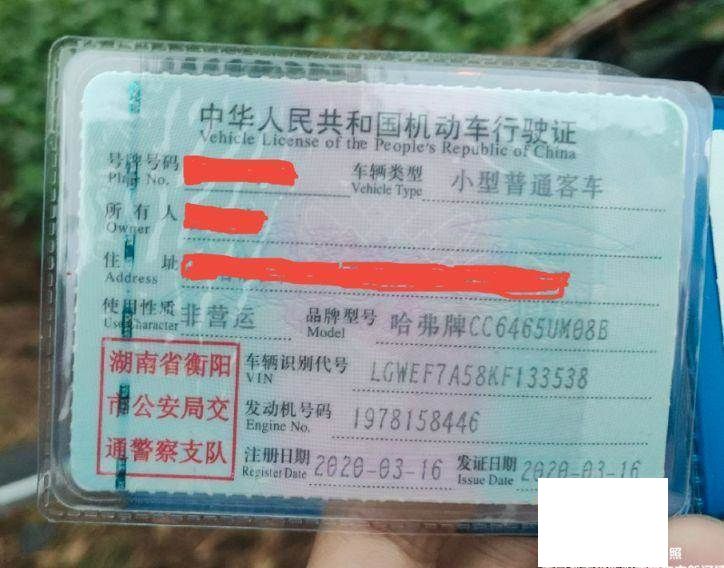 中华人民共和国机动车行驶证
Vehicle License of the People's Republic of China
号牌号码
Plate No.
车辆类型 小型普通客车
Vehicle Type
所有人
Owner
住址
Address
使用性质 非营运
Use Character
品牌型号 哈弗牌CC6465UM08B
Model
湖南省衡阳
市公安局交
通警察支队
车辆识别代号 LGWEF7A58KF133538
VIN
发动机号码 1978158446
Engine No.
注册日期 2020-03-16
Register Date
发证日期 2020-03-16
Issue Date
照